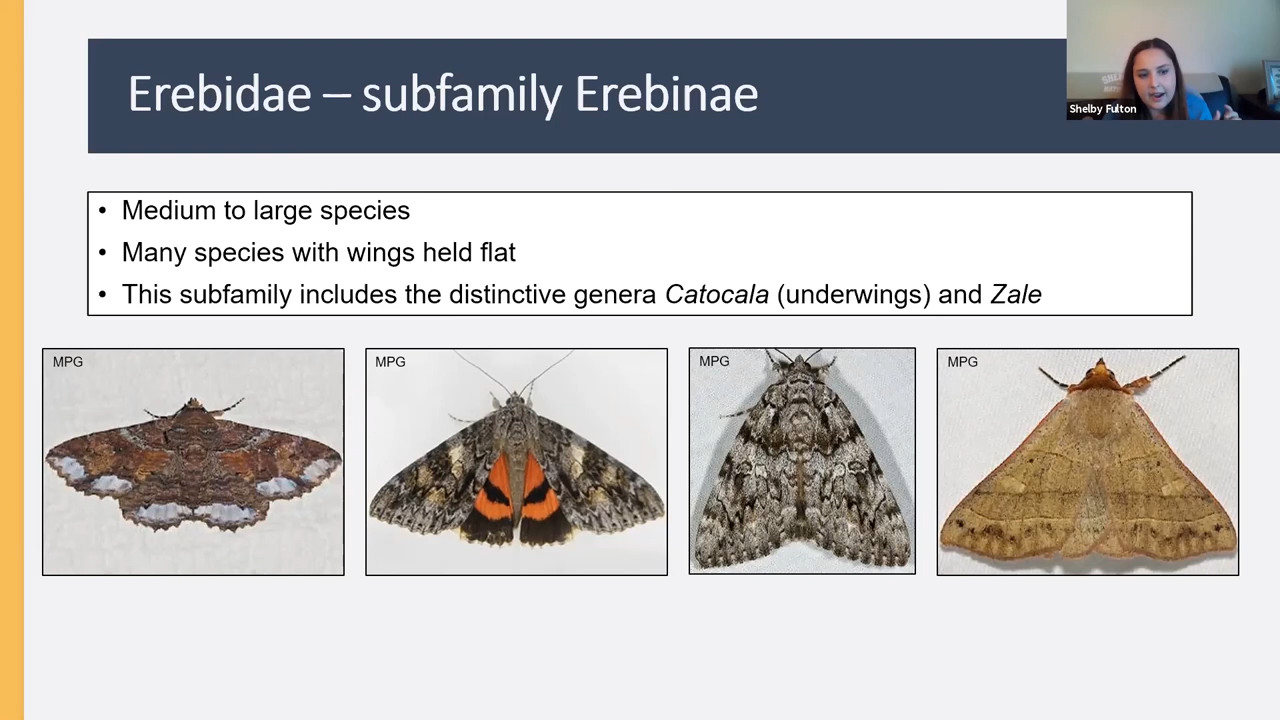 Erebidae – subfamily Erebinae
Shelby Fulton
• Medium to large species
• Many species with wings held flat
• This subfamily includes the distinctive genera Catocala (underwings) and Zale
MPG
MPG
MPG
MPG